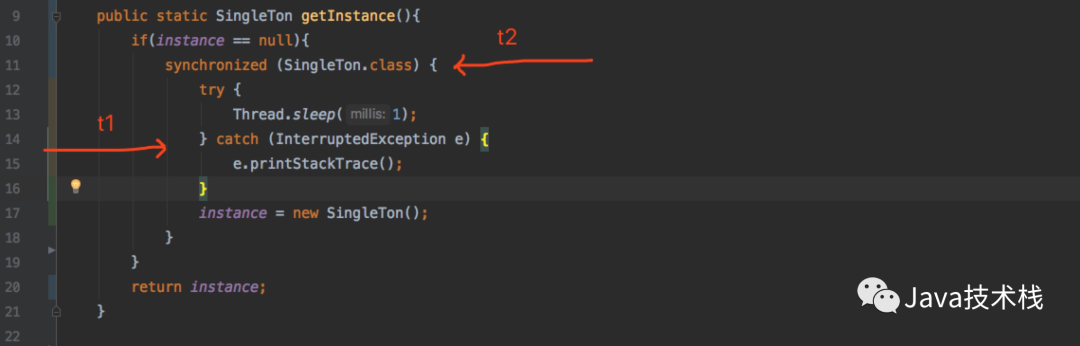 9 public static SingleTon getInstance(){
10 if(instance == null){
t2
11 synchronized (SingleTon.class) {
12 try {
13 Thread.sleep( millis: 1);
t1
14 } catch (InterruptedException e) {
15 e.printStackTrace();
16 }
17 instance = new SingleTon();
18 }
19 }
20 return instance;
21 }
22
Java技术栈